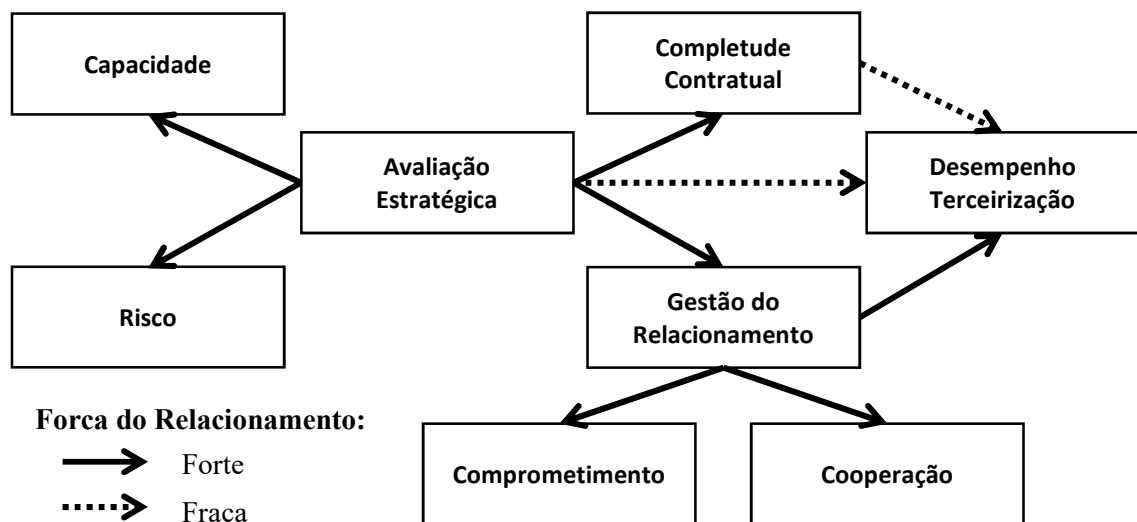 Capacidade
Completude
Contratual
Avaliação
Estratégica
Desempenho
Terceirização
Risco
Gestão do
Relacionamento
Forca do Relacionamento:
Forte
Fraca
Comprometimento
Cooperação